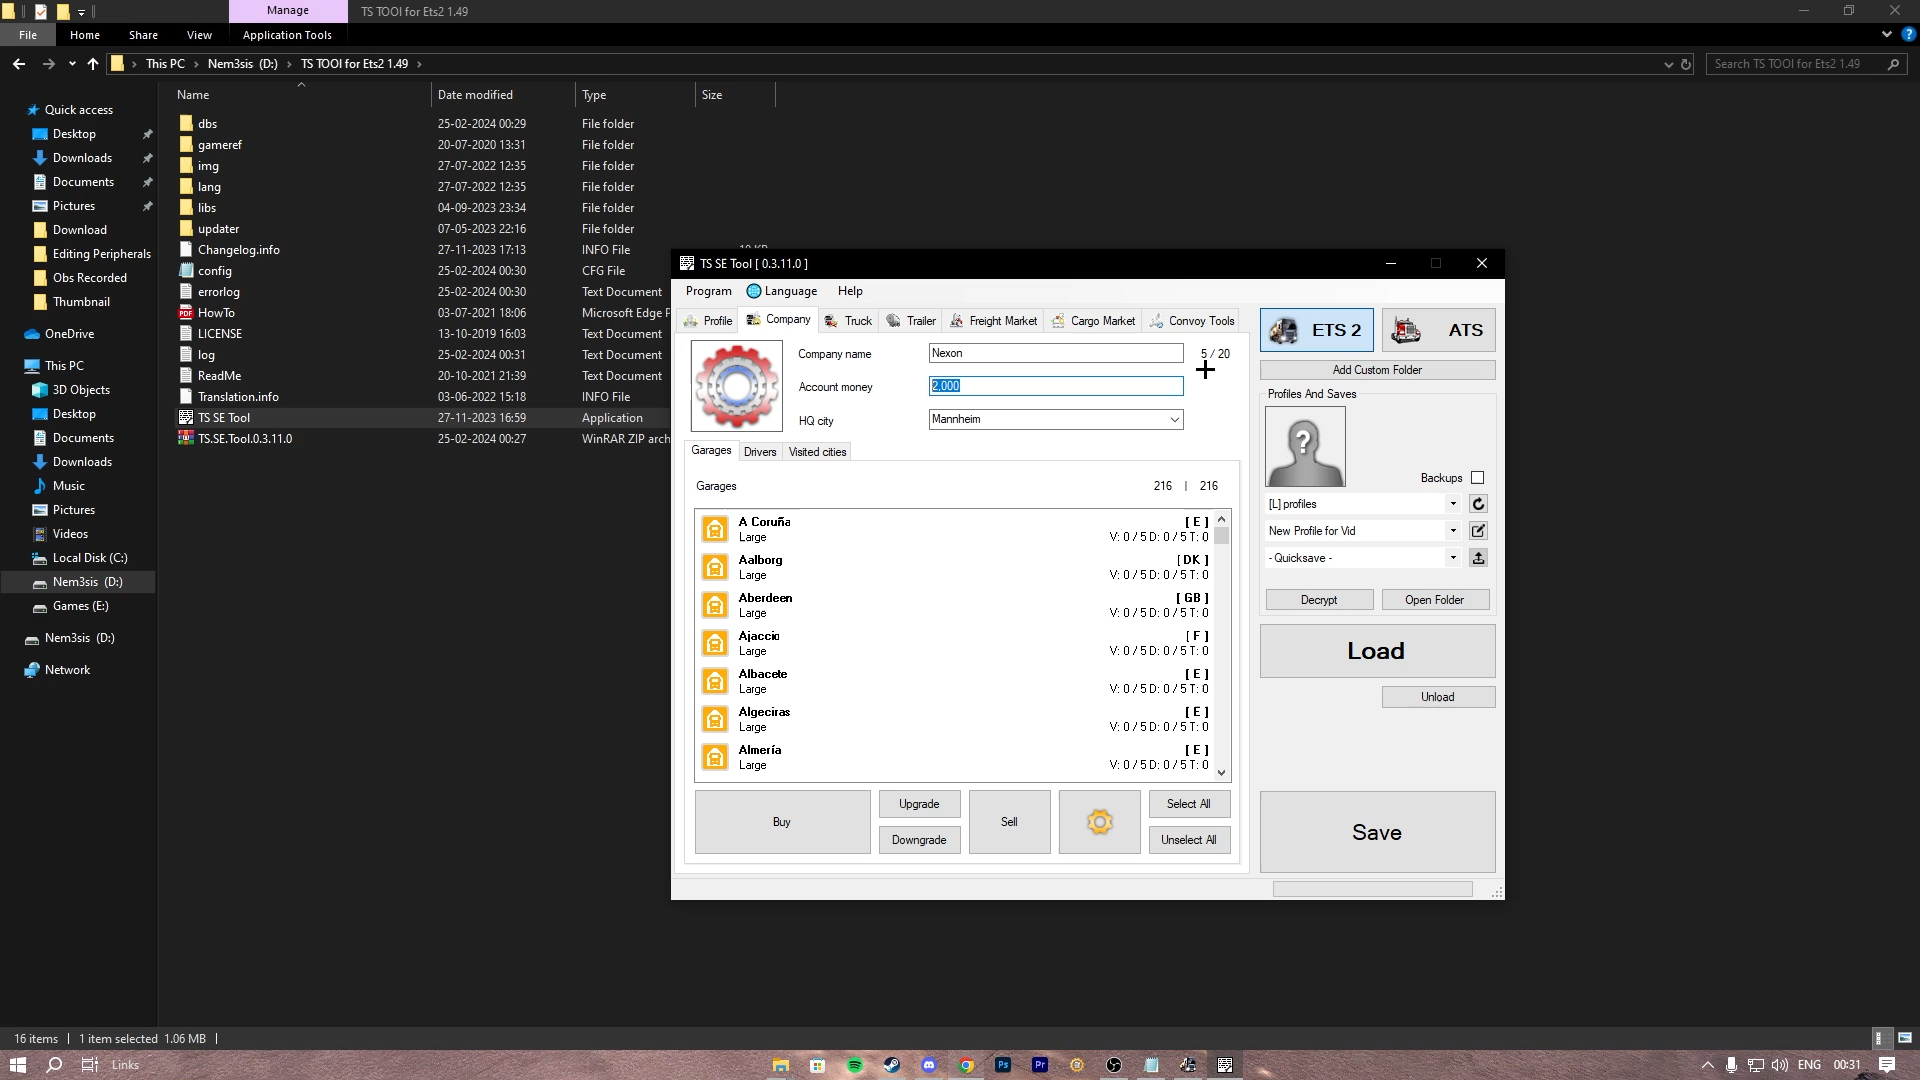 Manage
TS TOOl for Ets2 1.49
File
Home
Share
View
Application Tools
This PC
Nem3sis (D:)
TS TOOl for Ets2 1.49
Search TS TOOl for Ets2 1.49
Name
Date modified
Type
Size
Quick access
Desktop
Downloads
Documents
Pictures
Download
Editing Peripherals
Obs Recorded
Thumbnail
OneDrive
This PC
3D Objects
Desktop
Documents
Downloads
Music
Pictures
Videos
Local Disk (C:)
Nem3sis (D:)
Games (E:)
Nem3sis (D:)
Network
dbs 25-02-2024 00:29 File folder
gameref 20-07-2020 13:31 File folder
img 27-07-2022 12:35 File folder
lang 27-07-2022 12:35 File folder
libs 04-09-2023 23:34 File folder
updater 07-05-2023 22:16 File folder
Changelog.info 27-11-2023 17:13 INFO File
config 25-02-2024 00:30 CFG File
errorlog 25-02-2024 00:30 Text Document
HowTo 03-07-2021 18:06 Microsoft Edge P
LICENSE 13-10-2019 16:03 Text Document
log 25-02-2024 00:31 Text Document
ReadMe 20-10-2021 21:39 Text Document
Translation.info 03-06-2022 15:18 INFO File
TS SE Tool 27-11-2023 16:59 Application
TS.SE.Tool.0.3.11.0 25-02-2024 00:27 WinRAR ZIP arch
TS SE Tool [ 0.3.11.0 ]
Program
Language
Help
Profile
Company
Truck
Trailer
Freight Market
Cargo Market
Convoy Tools
Company name
Nexon
5 / 20
Account money
2,000
HQ city
Mannheim
Garages
Drivers
Visited cities
Garages
216 | 216
A Coruña [ E ]
Large V: 0 / 5 D: 0 / 5 T: 0
Aalborg [ DK ]
Large V: 0 / 5 D: 0 / 5 T: 0
Aberdeen [ GB ]
Large V: 0 / 5 D: 0 / 5 T: 0
Ajaccio [ F ]
Large V: 0 / 5 D: 0 / 5 T: 0
Albacete [ E ]
Large V: 0 / 5 D: 0 / 5 T: 0
Algeciras [ E ]
Large V: 0 / 5 D: 0 / 5 T: 0
Almería [ E ]
Large V: 0 / 5 D: 0 / 5 T: 0
Buy
Upgrade
Downgrade
Sell
Select All
Unselect All
ETS 2
ATS
Add Custom Folder
Profiles And Saves
Backups
[L] profiles
New Profile for Vid
- Quicksave -
Decrypt
Open Folder
Load
Unload
Save
16 items
1 item selected 1.06 MB
Links
Ps
Pr
ENG
00:31